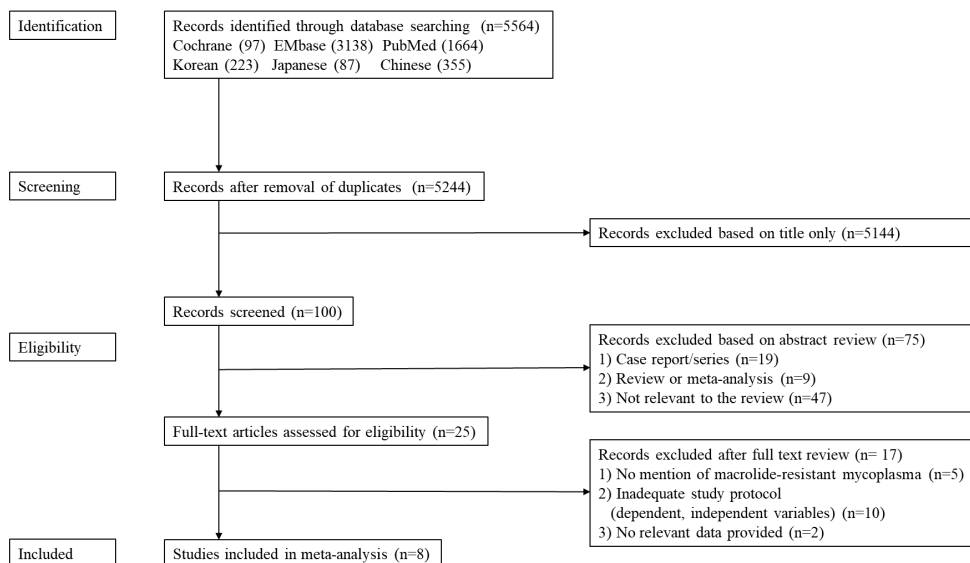 Identification
Records identified through database searching (n=5564)
Cochrane (97) EMbase (3138) PubMed (1664)
Korean (223) Japanese (87) Chinese (355)
Screening
Records after removal of duplicates (n=5244)
Records excluded based on title only (n=5144)
Records screened (n=100)
Eligibility
Records excluded based on abstract review (n=75)
1) Case report/series (n=19)
2) Review or meta-analysis (n=9)
3) Not relevant to the review (n=47)
Full-text articles assessed for eligibility (n=25)
Records excluded after full text review (n= 17)
1) No mention of macrolide-resistant mycoplasma (n=5)
2) Inadequate study protocol
(dependent, independent variables) (n=10)
3) No relevant data provided (n=2)
Included
Studies included in meta-analysis (n=8)